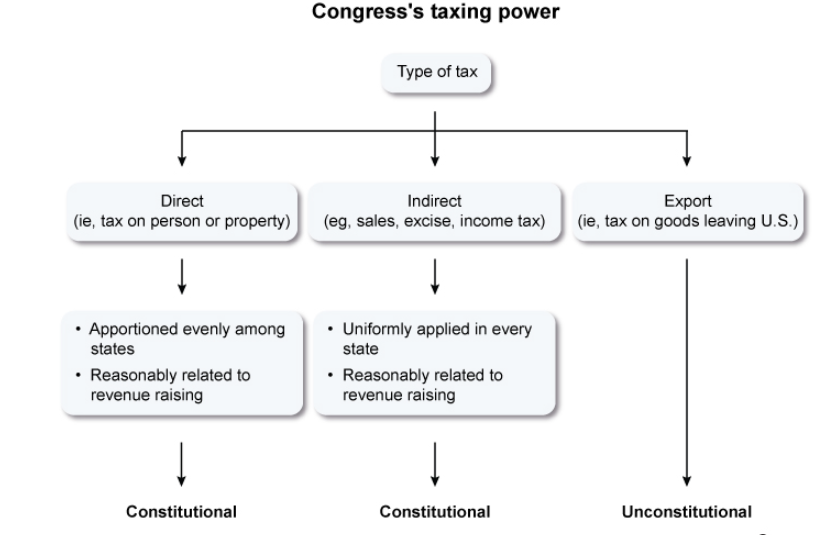 Congress's taxing power
Type of tax
Direct
(ie, tax on person or property)
Indirect
(eg, sales, excise, income tax)
Export
(ie, tax on goods leaving U.S.)
• Apportioned evenly among
states
• Reasonably related to
revenue raising
• Uniformly applied in every
state
• Reasonably related to
revenue raising
Constitutional
Constitutional
Unconstitutional